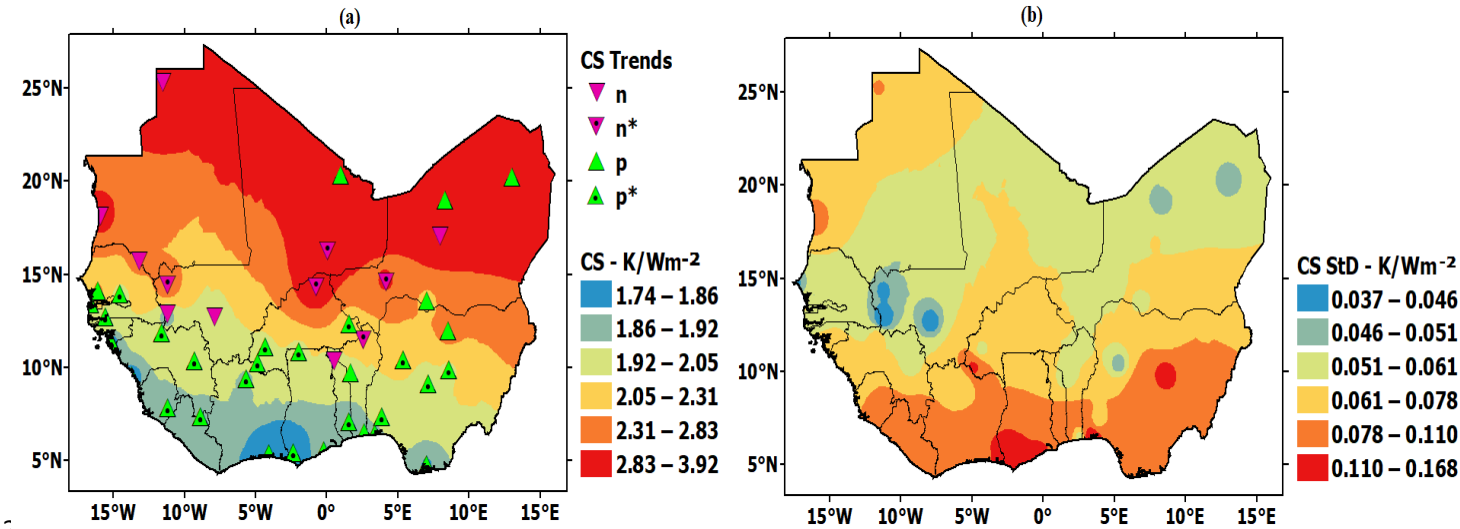 (a)
(b)
25°N
20°N
15°N
10°N
5°N
15°W
10°W
5°W
0°
5°E
10°E
15°E
CS Trends
n
n*
p
p*
CS - K/Wm-2
1.74 – 1.86
1.86 – 1.92
1.92 – 2.05
2.05 – 2.31
2.31 – 2.83
2.83 – 3.92
25°N
20°N
15°N
10°N
5°N
15°W
10°W
5°W
0°
5°E
10°E
15°E
CS StD - K/Wm-2
0.037 – 0.046
0.046 – 0.051
0.051 – 0.061
0.061 – 0.078
0.078 – 0.110
0.110 – 0.168